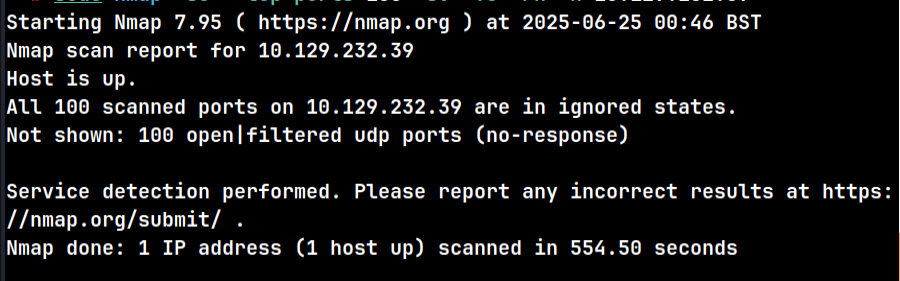 Starting Nmap 7.95 ( https://nmap.org ) at 2025-06-25 00:46 BST
Nmap scan report for 10.129.232.39
Host is up.
All 100 scanned ports on 10.129.232.39 are in ignored states.
Not shown: 100 open|filtered udp ports (no-response)
Service detection performed. Please report any incorrect results at https:
//nmap.org/submit/ .
Nmap done: 1 IP address (1 host up) scanned in 554.50 seconds